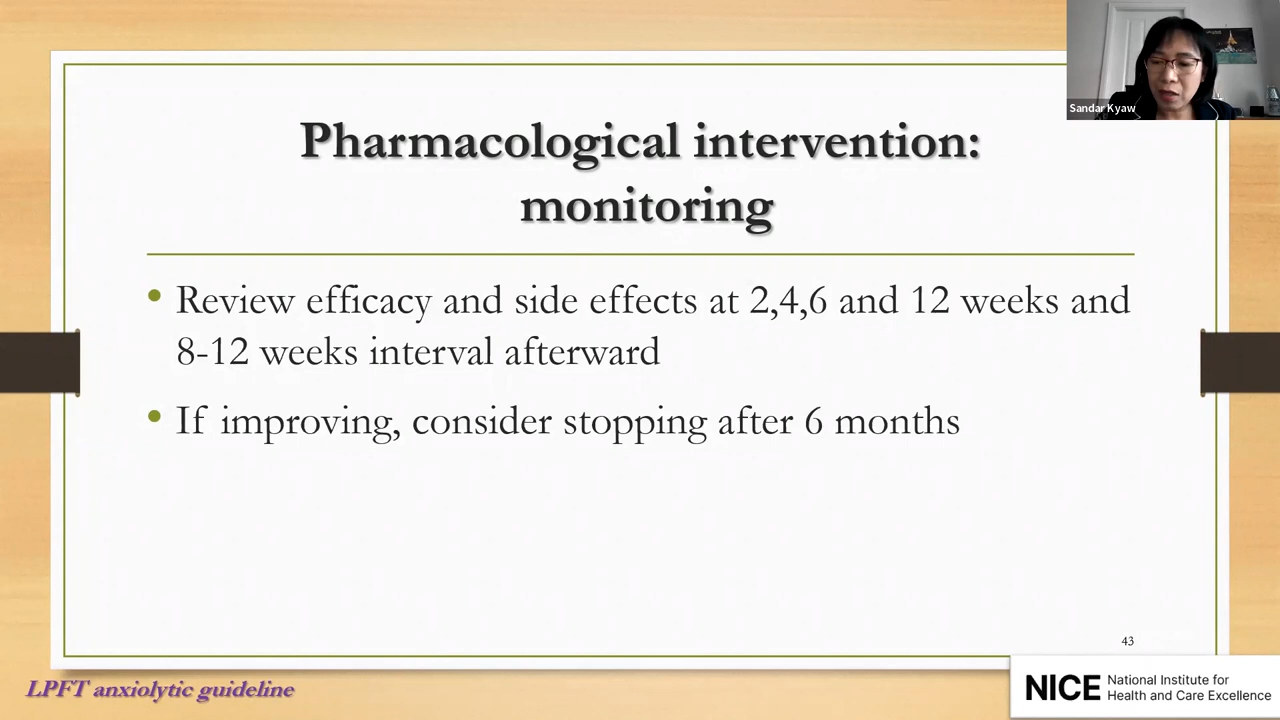 Sandar Kyaw
Pharmacological intervention:
monitoring
• Review efficacy and side effects at 2,4,6 and 12 weeks and
8-12 weeks interval afterward
• If improving, consider stopping after 6 months
43
LPFT anxiolytic guideline
NICE National Institute for
Health and Care Excellence